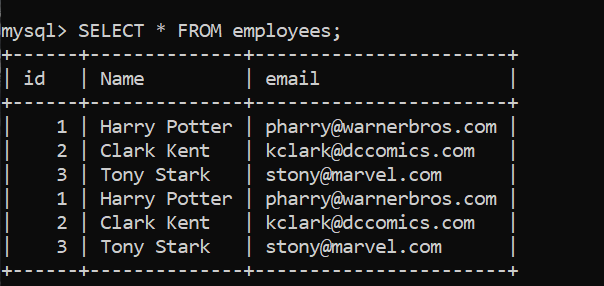 mysql> SELECT * FROM employees;
+------+--------------+------------------------+
| id   | Name         | email                  |
+------+--------------+------------------------+
|    1 | Harry Potter | pharry@warnerbros.com |
|    2 | Clark Kent   | kclark@dccomics.com   |
|    3 | Tony Stark   | stony@marvel.com      |
|    1 | Harry Potter | pharry@warnerbros.com |
|    2 | Clark Kent   | kclark@dccomics.com   |
|    3 | Tony Stark   | stony@marvel.com      |
+------+--------------+------------------------+